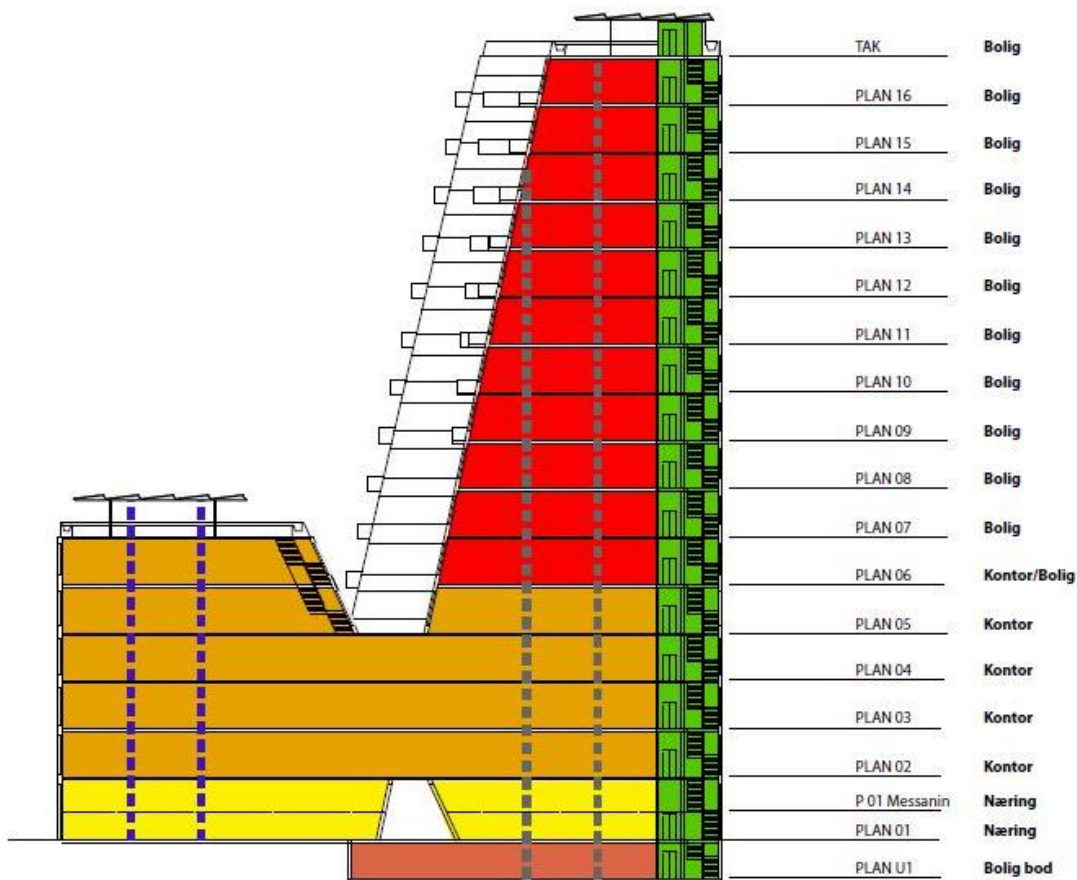 TAK Bolig
PLAN 16 Bolig
PLAN 15 Bolig
PLAN 14 Bolig
PLAN 13 Bolig
PLAN 12 Bolig
PLAN 11 Bolig
PLAN 10 Bolig
PLAN 09 Bolig
PLAN 08 Bolig
PLAN 07 Bolig
PLAN 06 Kontor/Bolig
PLAN 05 Kontor
PLAN 04 Kontor
PLAN 03 Kontor
PLAN 02 Kontor
P 01 Messanin Næring
PLAN 01 Næring
PLAN U1 Bolig bod